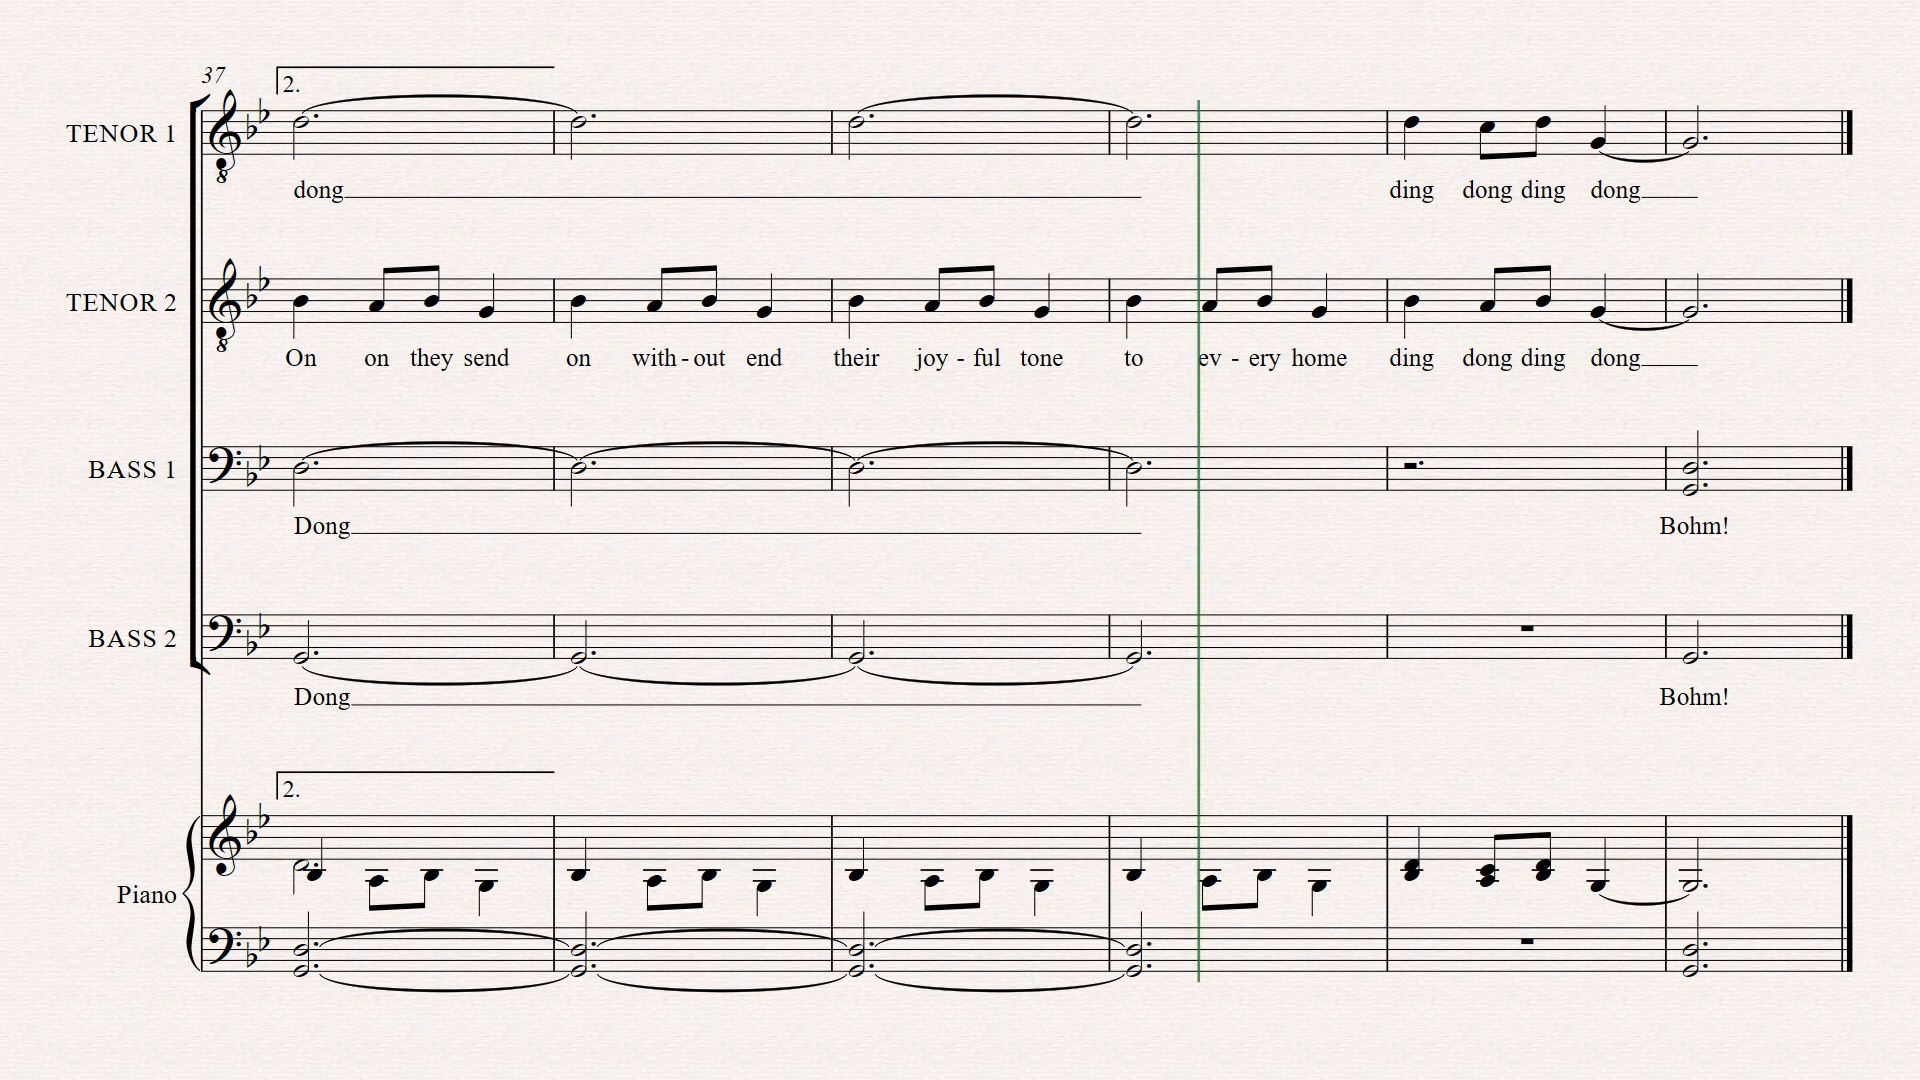 37
2.
TENOR 1
8
dong ding dong ding dong
TENOR 2
8
On on they send on with - out end their joy - ful tone to ev - ery home ding dong ding dong
BASS 1
Dong Bohm!
BASS 2
Dong Bohm!
2.
Piano